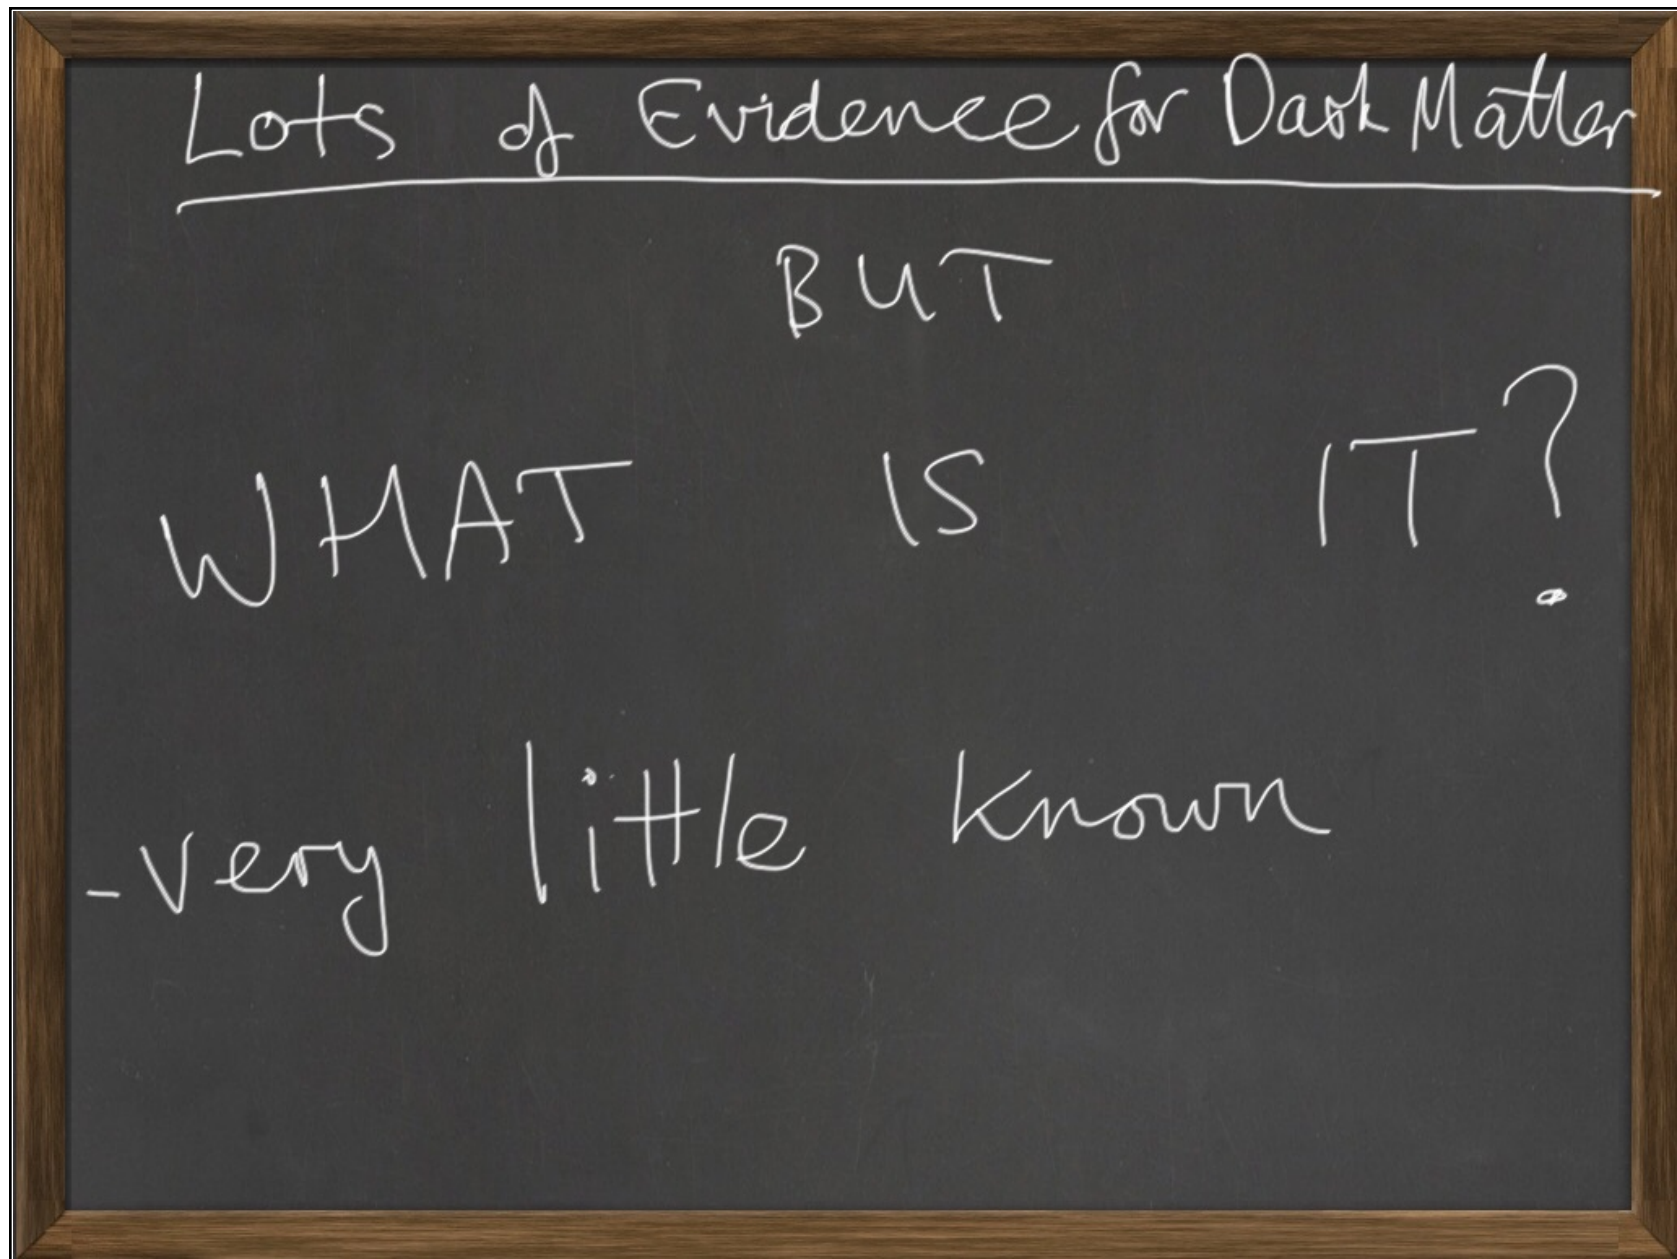 Lots of Evidence for Dark Matter
BUT
WHAT IS IT?
- very little known